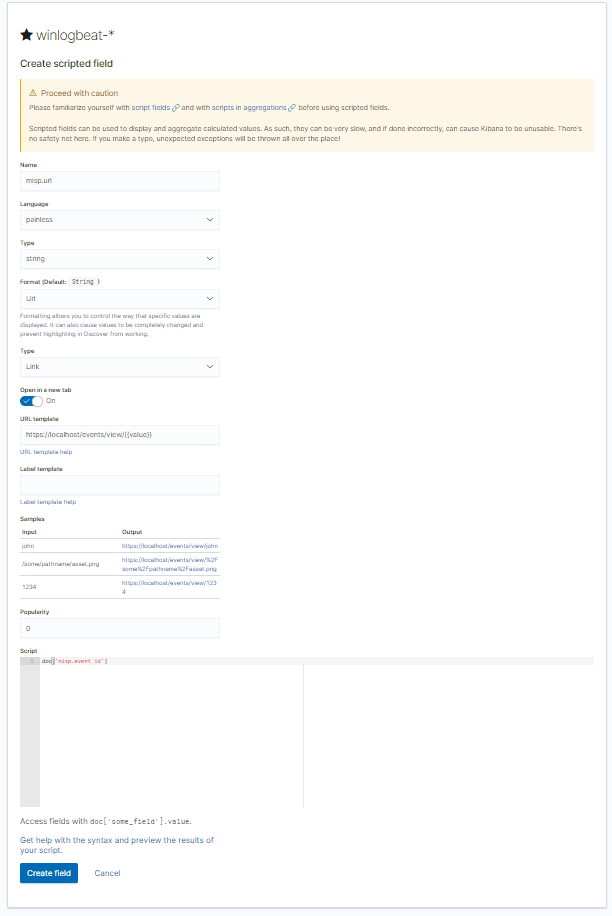 winlogbeat-*
Create scripted field
Proceed with caution
Please familiarize yourself with script fields and with scripts in aggregations before using scripted fields.
Scripted fields can be used to display and aggregate calculated values. As such, they can be very slow, and if done incorrectly, can cause Kibana to be unusable. There's
no safety net here. If you make a typo, unexpected exceptions will be thrown all over the place!
Name
misp.url
Language
painless
Type
string
Format (Default: String )
Url
Formatting allows you to control the way that specific values are
displayed. It can also cause values to be completely changed and
prevent highlighting in Discover from working.
Type
Link
Open in a new tab
On
URL template
https://localhost/events/view/{{value}}
URL template help
Label template
Label template help
Samples
Input Output
john https://localhost/events/view/john
/some/pathname/asset.png https://localhost/events/view/%2F
some%2Fpathname%2Fasset.png
1234 https://localhost/events/view/123
4
Popularity
0
Script
1 doc['misp.event_id']
Access fields with doc['some_field'].value.
Get help with the syntax and preview the results of
your script.
Create field Cancel